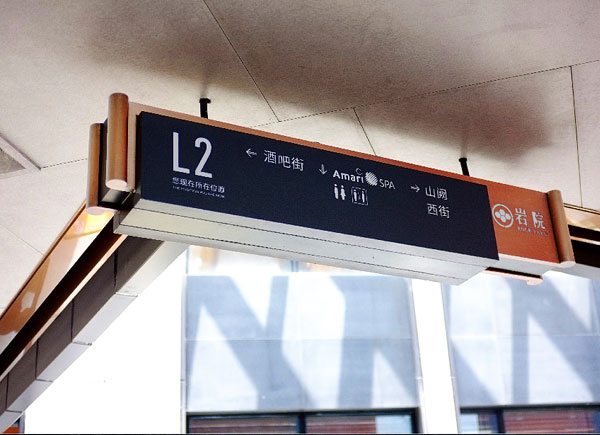 L2
您现在所在位置
← 酒吧街
↓ Amari SPA
→ 山阙
西街
岩院